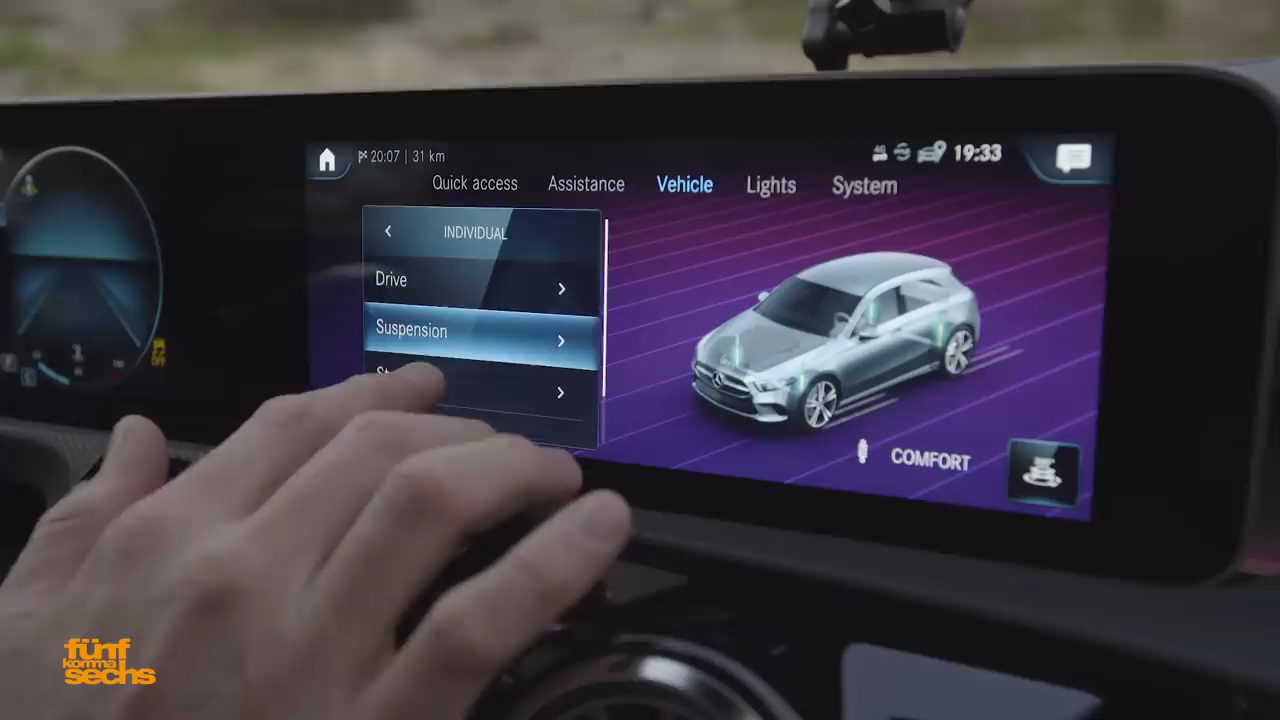 20:07 | 31 km
19:33
Quick access
Assistance
Vehicle
Lights
System
INDIVIDUAL
Drive
Suspension
St
COMFORT
fünf
komma
sechs